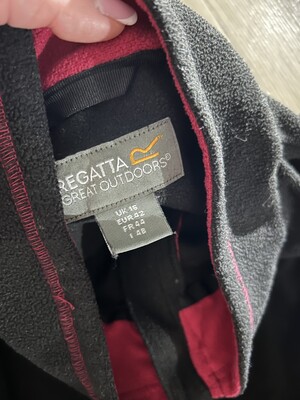 REGATTA
GREAT OUTDOORS®
UK 16
EUR 42
FR 44
I 48